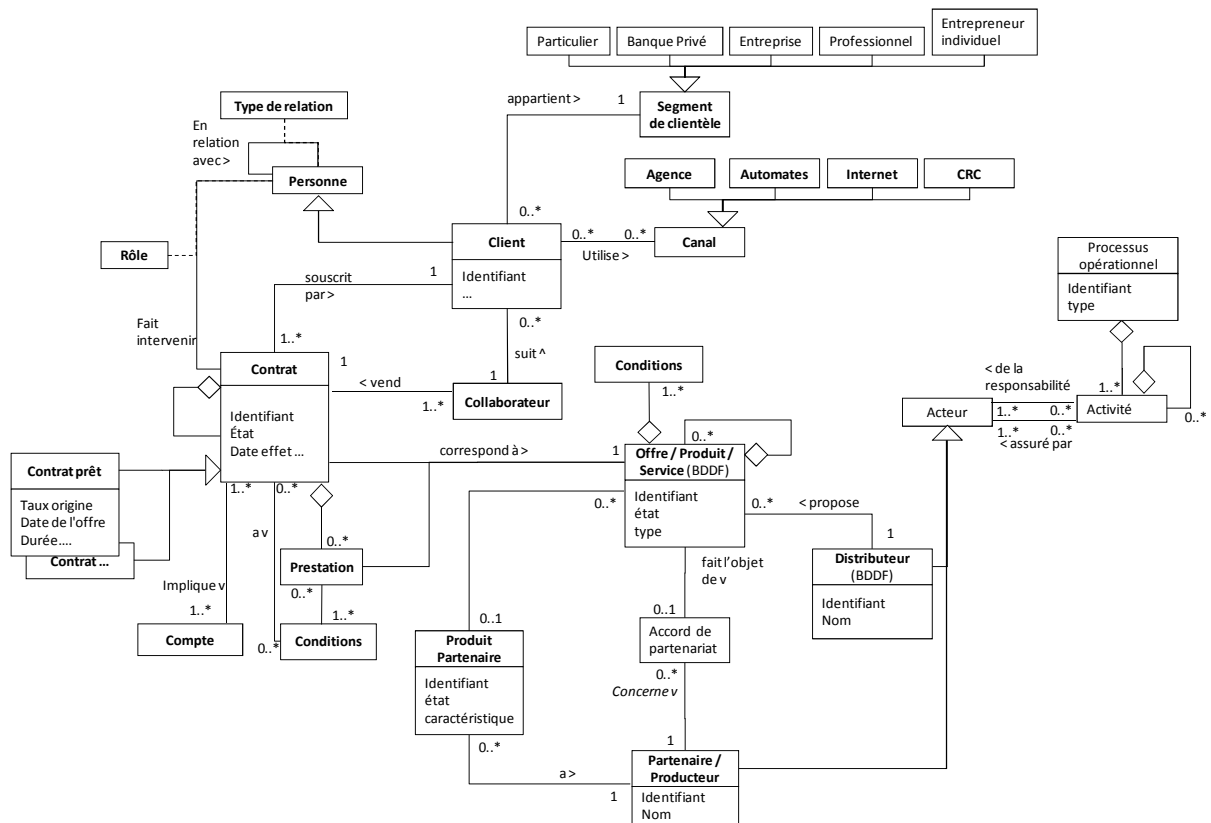 Particulier
Banque Privé
Entreprise
Professionnel
Entrepreneur
individuel
appartient >
1
Segment
de clientèle
Type de relation
En
relation
avec >
Personne
Agence
Automates
Internet
CRC
0..*
Rôle
Client
0..*
0..*
Utilise >
Canal
Identifiant
...
souscrit
par >
1
Processus
opérationnel
Identifiant
type
Fait
intervenir
1..*
0..*
suit ^
1
Contrat
1
< vend
1..*
Collaborateur
Conditions
1..*
< de la
responsabilité
1..*
Acteur
1..*
0..*
Activité
0..*
1..*
0..*
< assuré par
Identifiant
État
Date effet ...
correspond à >
1
0..*
Offre / Produit /
Service (BDDF)
Identifiant
état
type
0..*
0..*
< propose
1
Contrat prêt
Taux origine
Date de l'offre
Durée....
Contrat ...
1..*
0..*
a v
0..*
Prestation
0..*
fait l'objet
de v
Distributeur
(BDDF)
Identifiant
Nom
Implique v
1..*
1..*
0..*
Compte
Conditions
0..1
0..1
Produit
Partenaire
Identifiant
état
caractéristique
Accord de
partenariat
0..*
Concerne v
0..*
1
a >
1
Partenaire /
Producteur
Identifiant
Nom